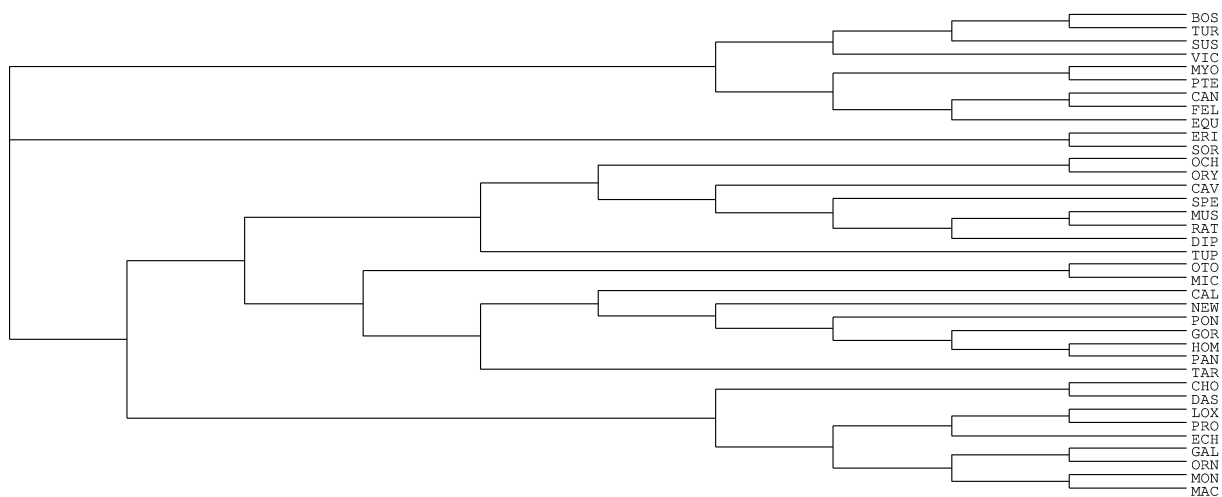 BOS
TUR
SUS
VIC
MYO
PTE
CAN
FEL
EQU
ERI
SOR
OCH
ORY
CAV
SPE
MUS
RAT
DIP
TUP
OTO
MIC
CAL
NEW
PON
GOR
HOM
PAN
TAR
CHO
DAS
LOX
PRO
ECH
GAL
ORN
MON
MAC